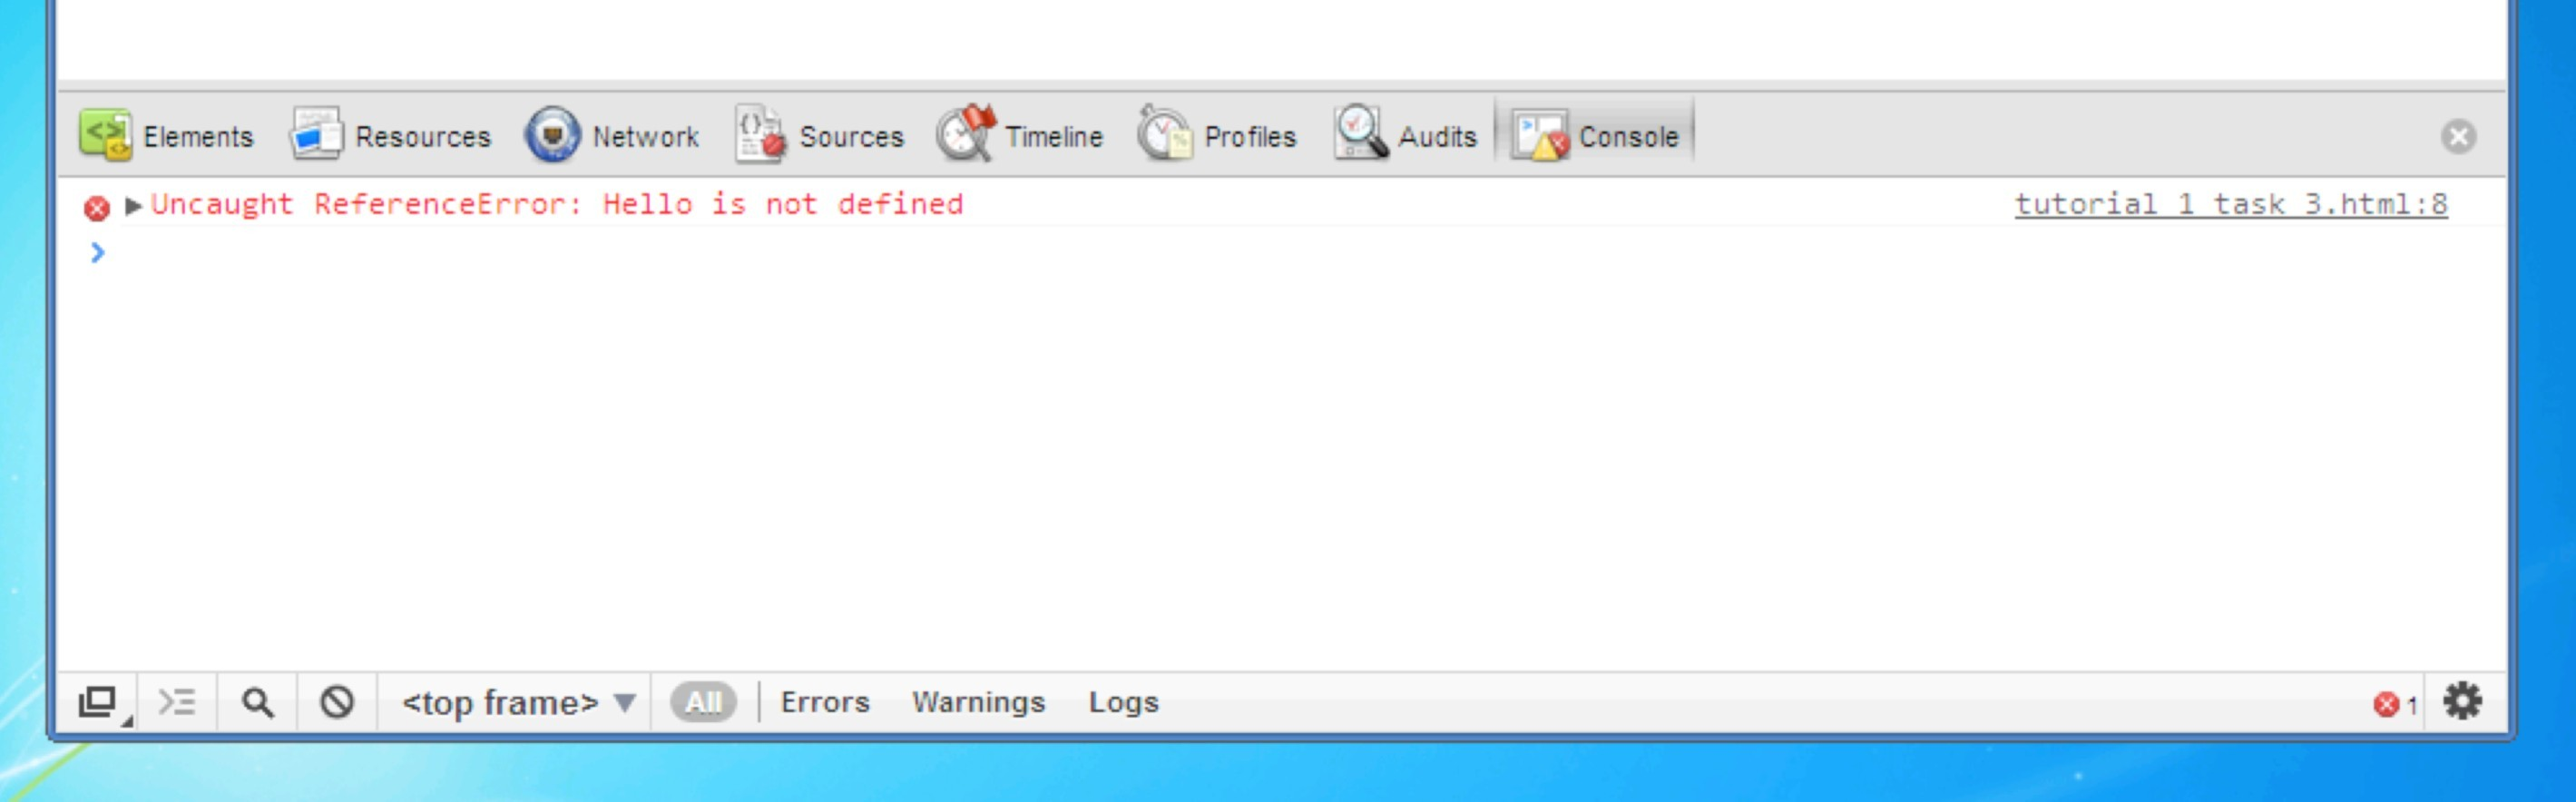 Elements Resources Network Sources Timeline Profiles Audits Console
Uncaught ReferenceError: Hello is not defined tutorial 1 task 3.html:8
<top frame> All Errors Warnings Logs 1